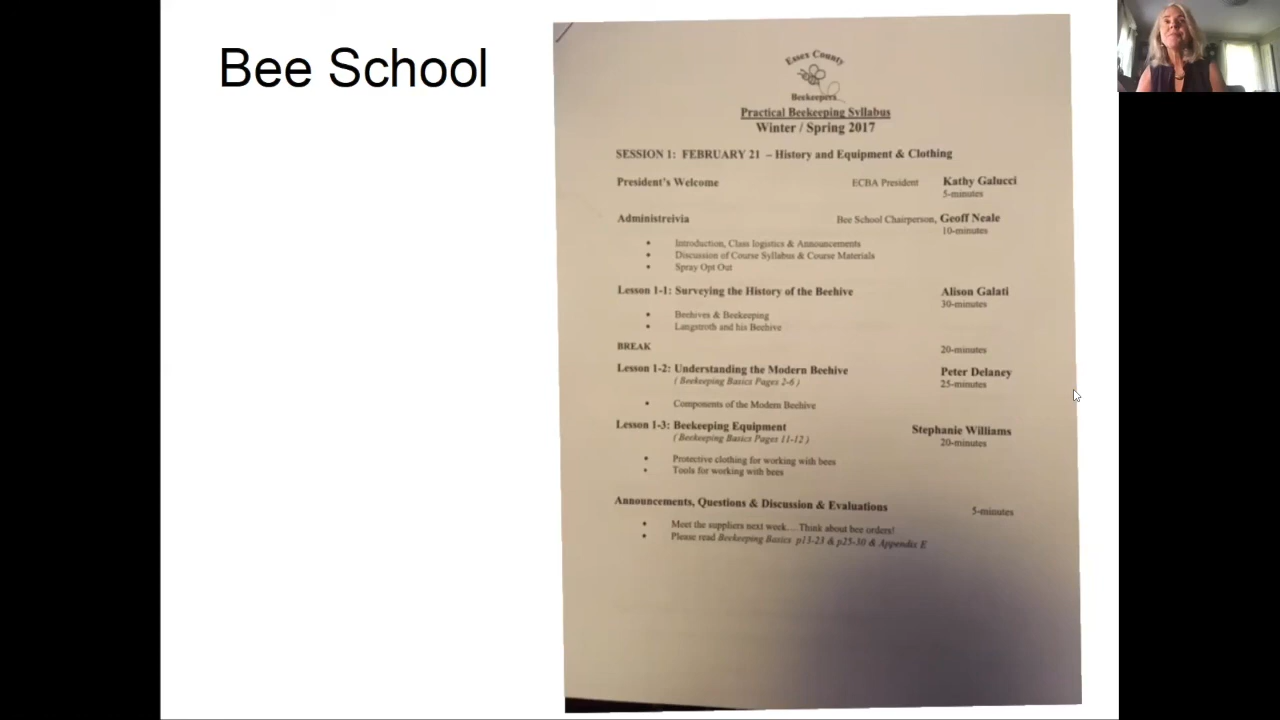 Bee School
Essex County
Beekeepers
Practical Beekeeping Syllabus
Winter / Spring 2017
SESSION 1: FEBRUARY 21 – History and Equipment & Clothing
President's Welcome ECBA President Kathy Galucci
5-minutes
Administreivia Bee School Chairperson, Geoff Neale
10-minutes
• Introduction, Class logistics & Announcements
• Discussion of Course Syllabus & Course Materials
• Spray Opt Out
Lesson 1-1: Surveying the History of the Beehive Alison Galati
30-minutes
• Beehives & Beekeeping
• Langstroth and his Beehive
BREAK 20-minutes
Lesson 1-2: Understanding the Modern Beehive Peter Delaney
( Beekeeping Basics Pages 2-6 ) 25-minutes
• Components of the Modern Beehive
Lesson 1-3: Beekeeping Equipment Stephanie Williams
( Beekeeping Basics Pages 11-12 ) 20-minutes
• Protective clothing for working with bees
• Tools for working with bees
Announcements, Questions & Discussion & Evaluations 5-minutes
• Meet the suppliers next week... Think about bee orders!
• Please read Beekeeping Basics p13-23 & p25-30 & Appendix E